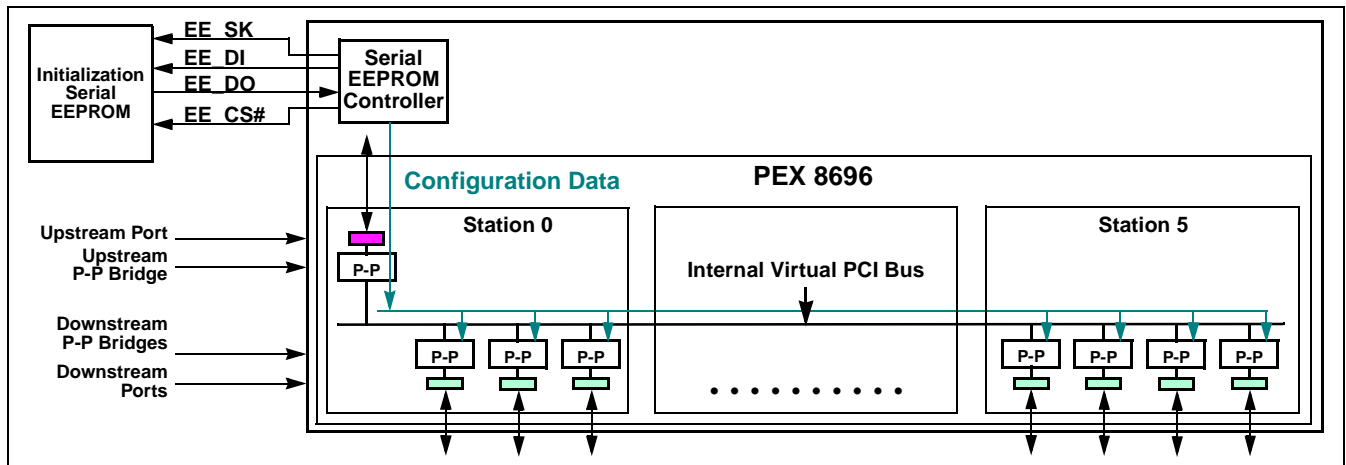 EE_SK
EE_DI
EE_DO
EE_CS#
Initialization
Serial
EEPROM
Serial
EEPROM
Controller
Configuration Data
PEX 8696
Station 0
Station 5
Upstream Port
Upstream
P-P Bridge
P-P
Internal Virtual PCI Bus
Downstream
P-P Bridges
Downstream
Ports
P-P
P-P
P-P
P-P
P-P
P-P
P-P